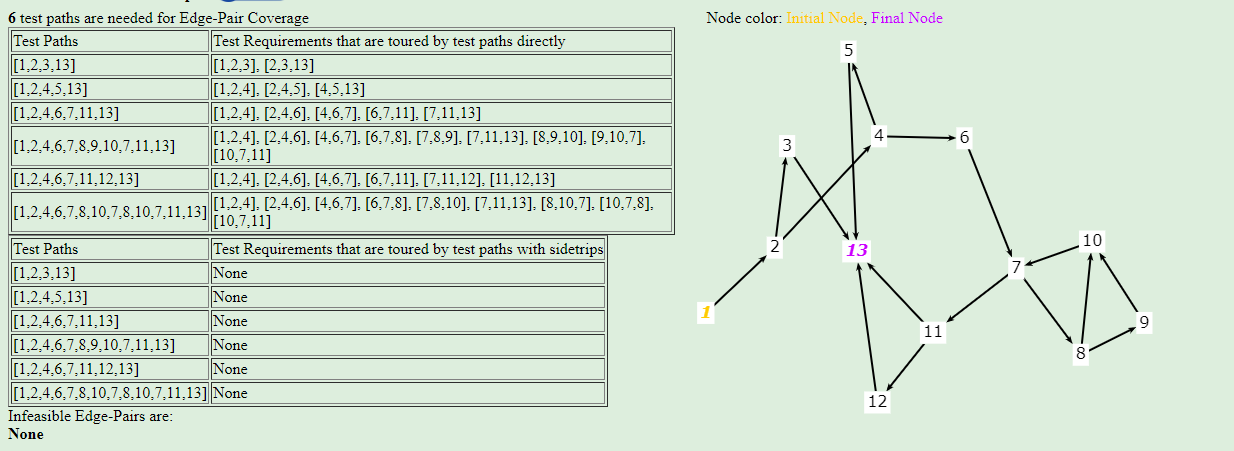 6 test paths are needed for Edge-Pair Coverage
Test Paths Test Requirements that are toured by test paths directly
[1,2,3,13] [1,2,3], [2,3,13]
[1,2,4,5,13] [1,2,4], [2,4,5], [4,5,13]
[1,2,4,6,7,11,13] [1,2,4], [2,4,6], [4,6,7], [6,7,11], [7,11,13]
[1,2,4,6,7,8,9,10,7,11,13] [1,2,4], [2,4,6], [4,6,7], [6,7,8], [7,8,9], [7,11,13], [8,9,10], [9,10,7],
[10,7,11]
[1,2,4,6,7,11,12,13] [1,2,4], [2,4,6], [4,6,7], [6,7,11], [7,11,12], [11,12,13]
[1,2,4,6,7,8,10,7,8,10,7,11,13] [1,2,4], [2,4,6], [4,6,7], [6,7,8], [7,8,10], [7,11,13], [8,10,7], [10,7,8],
[10,7,11]
Test Paths Test Requirements that are toured by test paths with sidetrips
[1,2,3,13] None
[1,2,4,5,13] None
[1,2,4,6,7,11,13] None
[1,2,4,6,7,8,9,10,7,11,13] None
[1,2,4,6,7,11,12,13] None
[1,2,4,6,7,8,10,7,8,10,7,11,13] None
Infeasible Edge-Pairs are:
None
Node color: Initial Node, Final Node
5
4
6
3
2
13
10
7
1
11
9
8
12